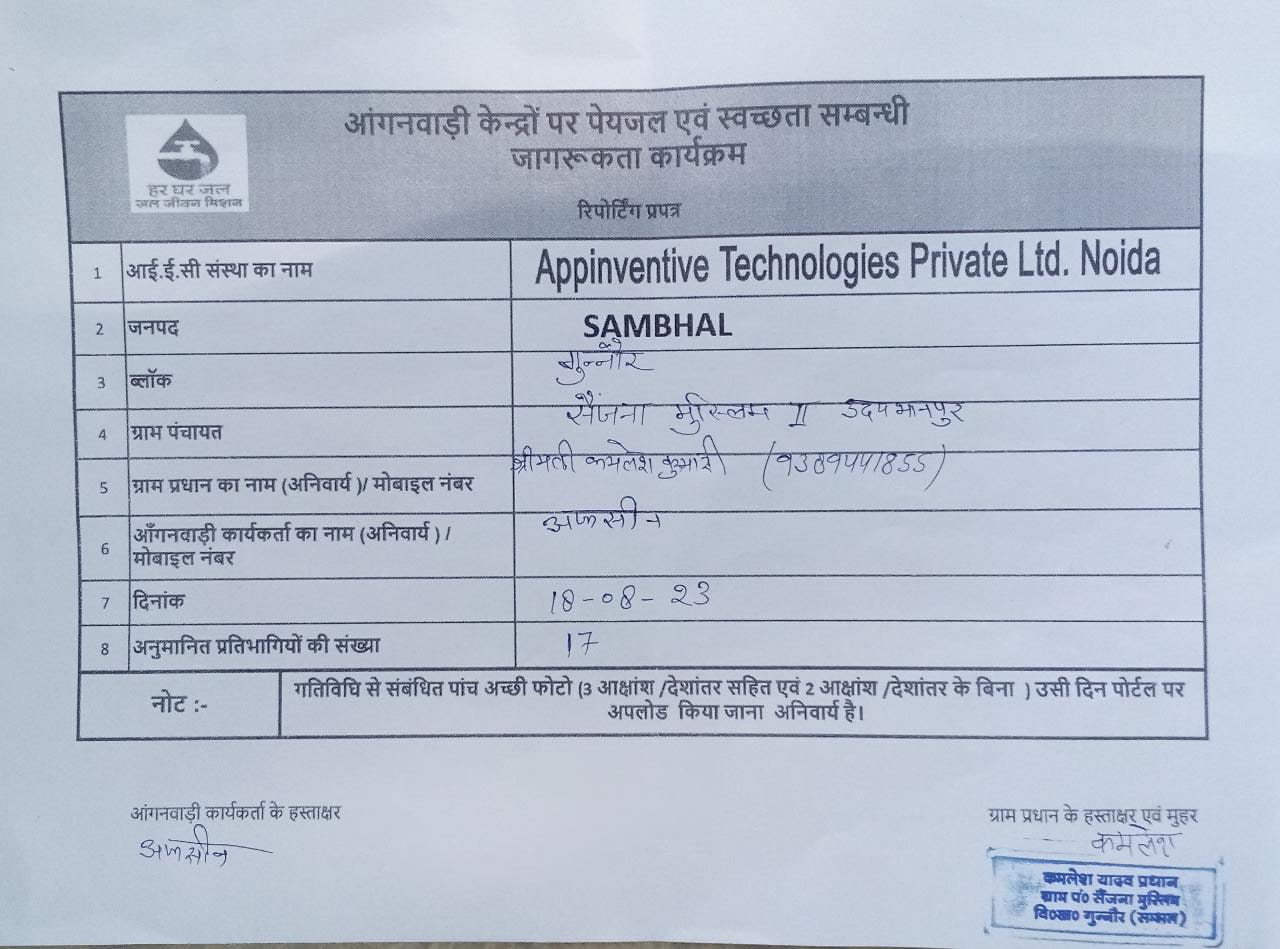 आंगनवाड़ी केन्द्रों पर पेयजल एवं स्वच्छता सम्बन्धी
जागरूकता कार्यक्रम
हर घर जल
जल जीवन मिशन
रिपोर्टिंग प्रपत्र
1 आई.ई.सी संस्था का नाम Appinventive Technologies Private Ltd. Noida
2 जनपद SAMBHAL
3 ब्लॉक गुन्नौर
4 ग्राम पंचायत सैंजना मुस्लिम II उदयभानपुर
5 ग्राम प्रधान का नाम (अनिवार्य )/ मोबाइल नंबर श्रीमती कमलेश कुमारी
6 आँगनवाड़ी कार्यकर्ता का नाम (अनिवार्य ) /
मोबाइल नंबर अफसीन
7 दिनांक 18-08-23
8 अनुमानित प्रतिभागियों की संख्या 17
नोट :- गतिविधि से संबंधित पांच अच्छी फोटो (3 आक्षांश /देशांतर सहित एवं 2 आक्षांश /देशांतर के बिना ) उसी दिन पोर्टल पर
अपलोड किया जाना अनिवार्य है।
आंगनवाड़ी कार्यकर्ता के हस्ताक्षर
अफसीन
ग्राम प्रधान के हस्ताक्षर एवं मुहर
कमलेश
कमलेश यादव प्रधान
ग्राम पं० सैंजना मुस्लिम
वि०ख० गुन्नौर (सम्भल)